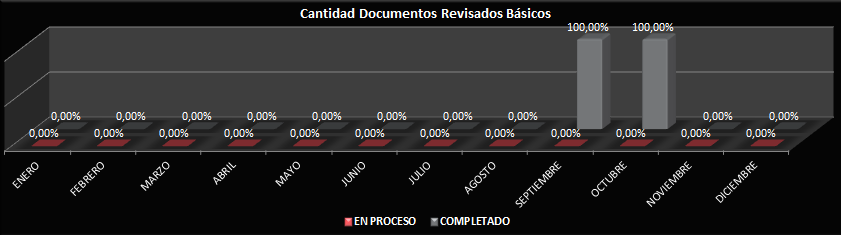 Cantidad Documentos Revisados Básicos
100,00% 100,00%
0,00% 0,00% 0,00% 0,00% 0,00% 0,00% 0,00% 0,00% 0,00% 0,00%
0,00% 0,00% 0,00% 0,00% 0,00% 0,00% 0,00% 0,00% 0,00% 0,00% 0,00% 0,00%
ENERO FEBRERO MARZO ABRIL MAYO JUNIO JULIO AGOSTO SEPTIEMBRE OCTUBRE NOVIEMBRE DICIEMBRE
EN PROCESO COMPLETADO